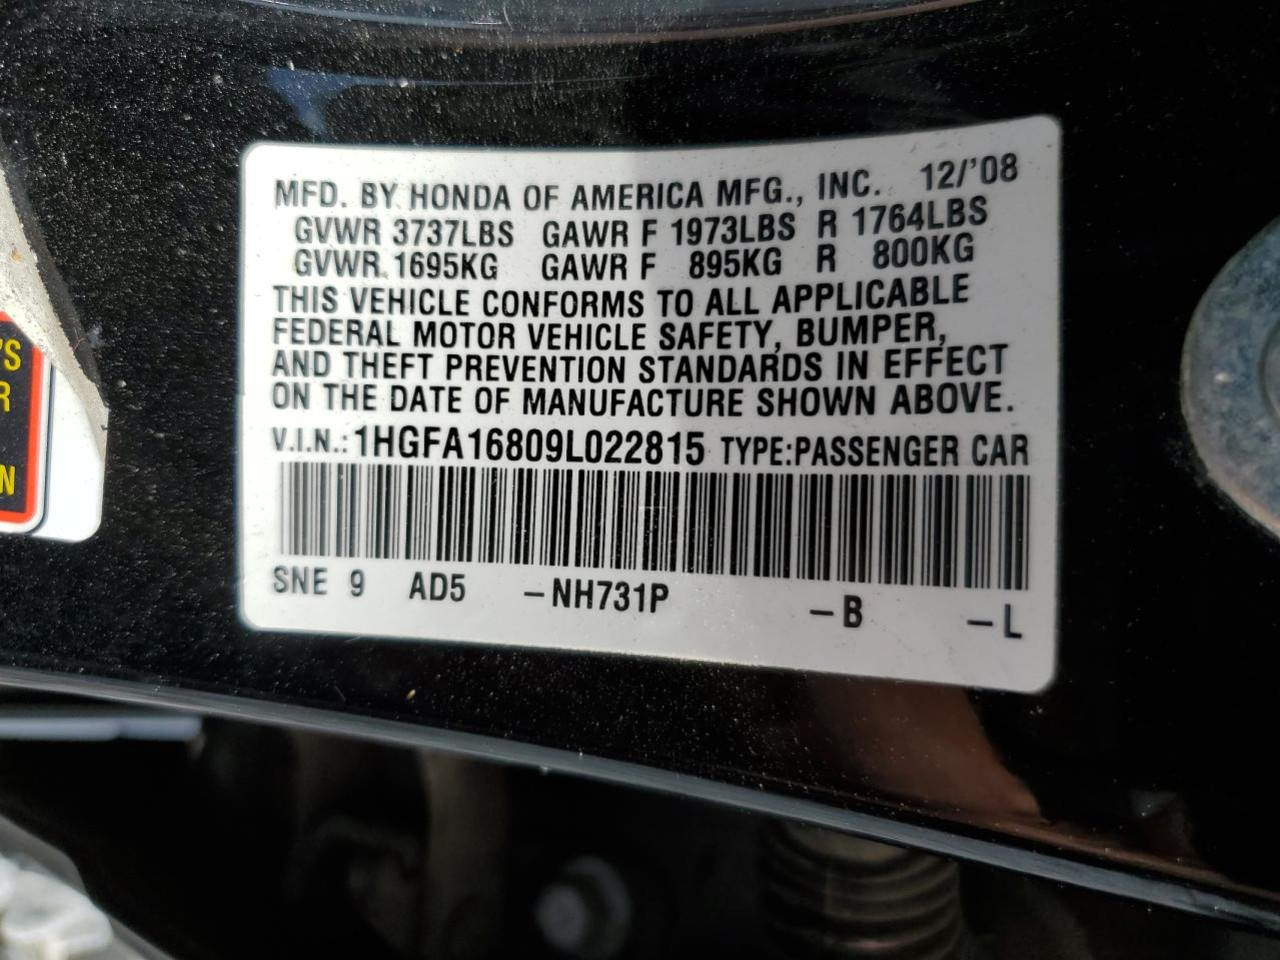 MFD. BY HONDA OF AMERICA MFG., INC. 12/'08
GVWR 3737LBS GAWR F 1973LBS R 1764LBS
GVWR 1695KG GAWR F 895KG R 800KG
THIS VEHICLE CONFORMS TO ALL APPLICABLE
FEDERAL MOTOR VEHICLE SAFETY, BUMPER,
AND THEFT PREVENTION STANDARDS IN EFFECT
ON THE DATE OF MANUFACTURE SHOWN ABOVE.
V.I.N.: 1HGFA16809L022815 TYPE:PASSENGER CAR
SNE 9 AD5 –NH731P –B –L
'S
R
N